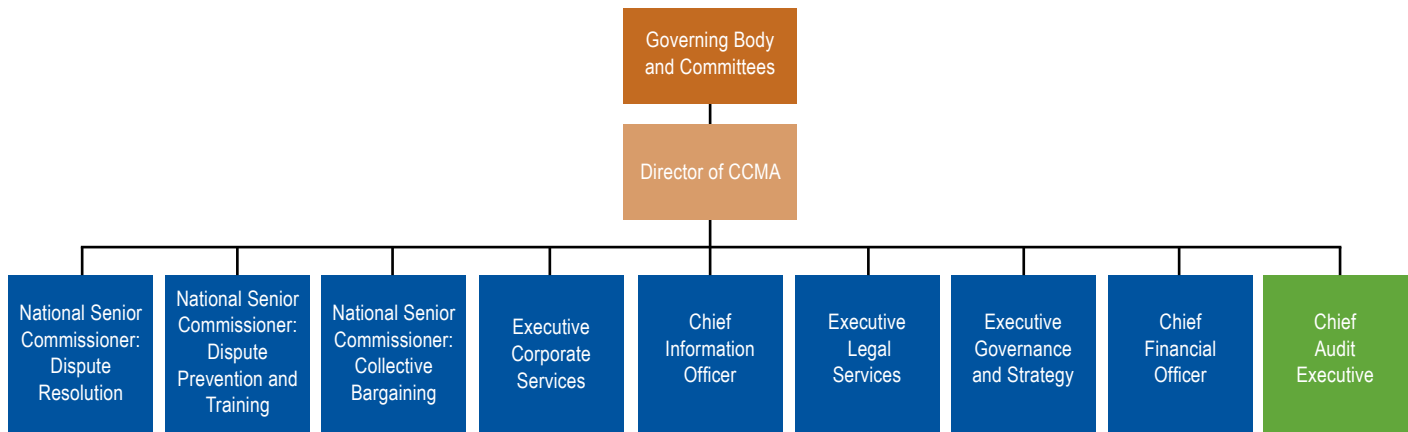 Governing Body
and Committees
Director of CCMA
National Senior
Commissioner:
Dispute
Resolution
National Senior
Commissioner:
Dispute
Prevention and
Training
National Senior
Commissioner:
Collective
Bargaining
Executive
Corporate
Services
Chief
Information
Officer
Executive
Legal
Services
Executive
Governance
and Strategy
Chief
Financial
Officer
Chief
Audit
Executive